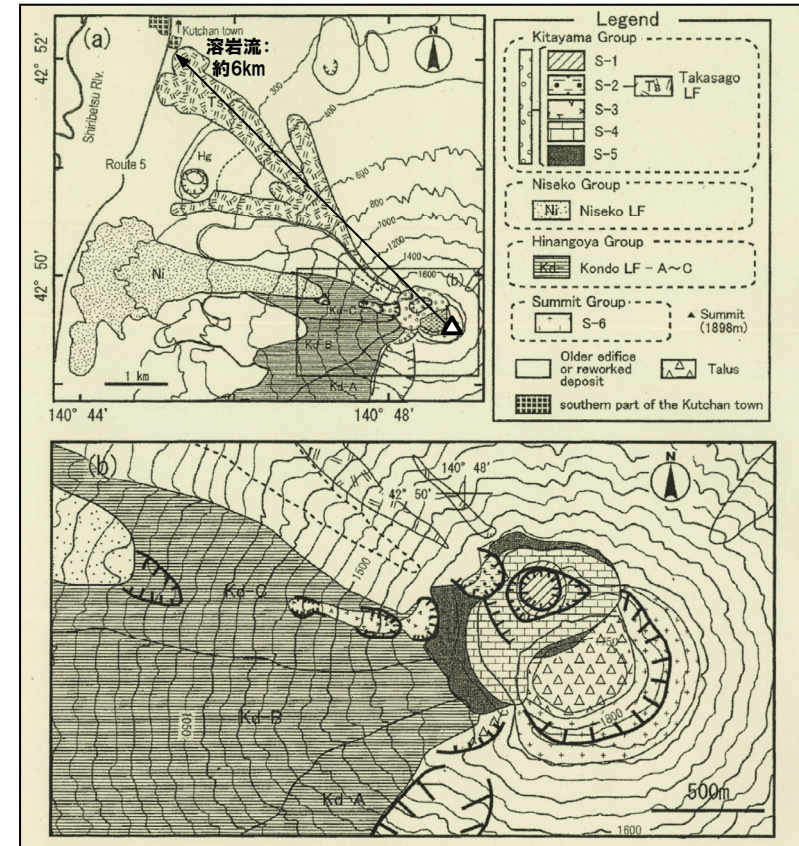 (a)
Kutchan town
溶岩流:
約6km
N
42° 52'
Shiribetsu Riv.
Route 5
Ts
Hg
300
400
600
800
1000
1200
1400
1600
(b)
42° 50'
Ni
Kd-C
Kd-B
Kd-A
1 km
140° 44'
140° 48'
Legend
Kitayama Group
S-1
S-2
Takasago
LF
S-3
S-4
S-5
Niseko Group
Ni
Niseko LF
Hinangoya Group
Kd
Kondo LF - A～C
Summit Group
S-6
Summit
(1898m)
Older edifice
or reworked
deposit
Talus
southern part of the Kutchan town
(b)
140° 48'
42° 50'
N
1500
Kd-C
Kd-B
1050
1800
Kd-A
500m
1600